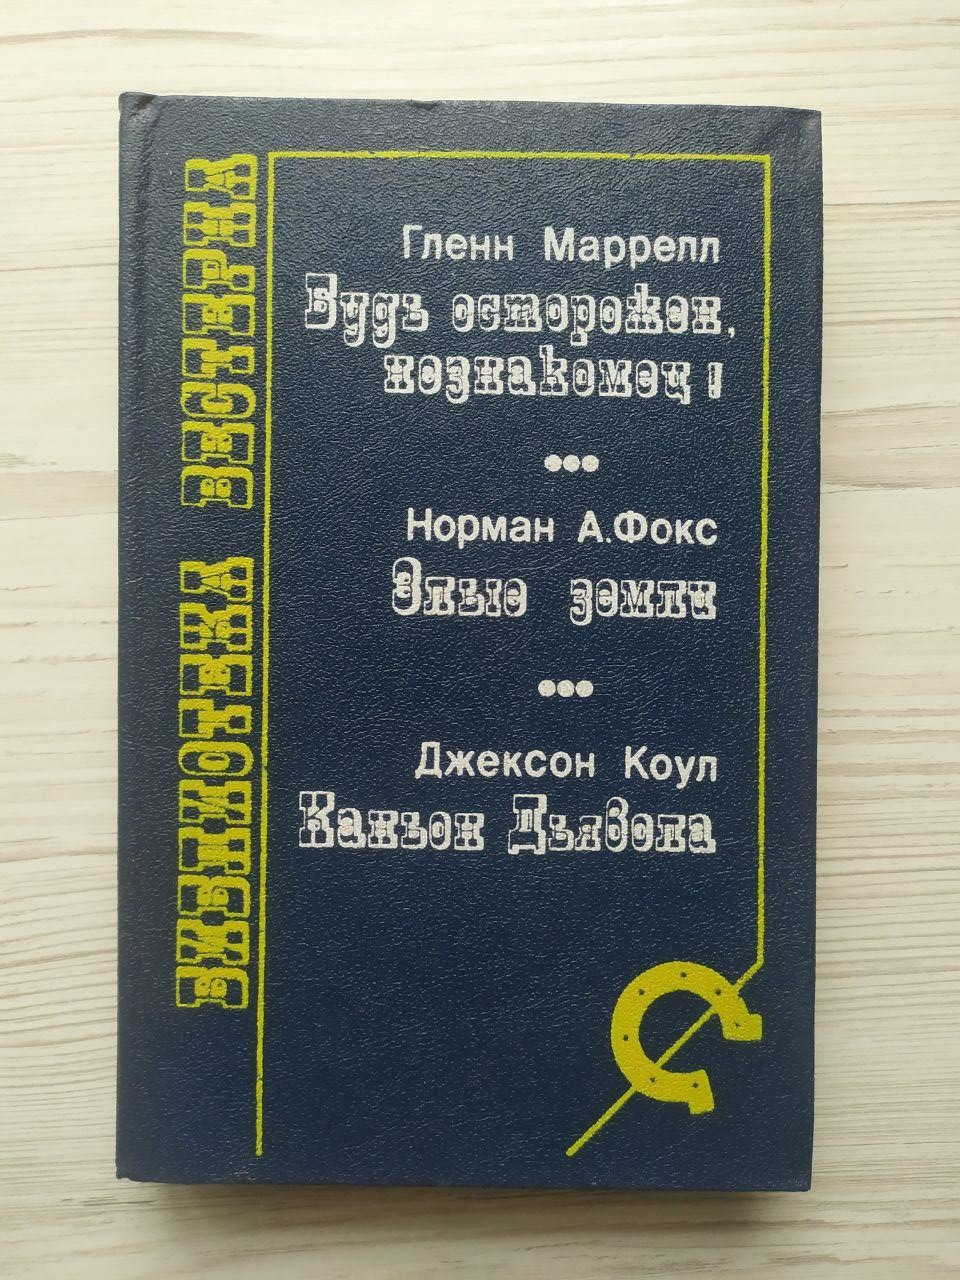 БИБЛИОТЕКА ВЕСТЕРНА
Гленн Маррелл
Будь осторожен,
незнакомец!
Норман А.Фокс
Злые земли
Джексон Коул
Каньон Дьявола